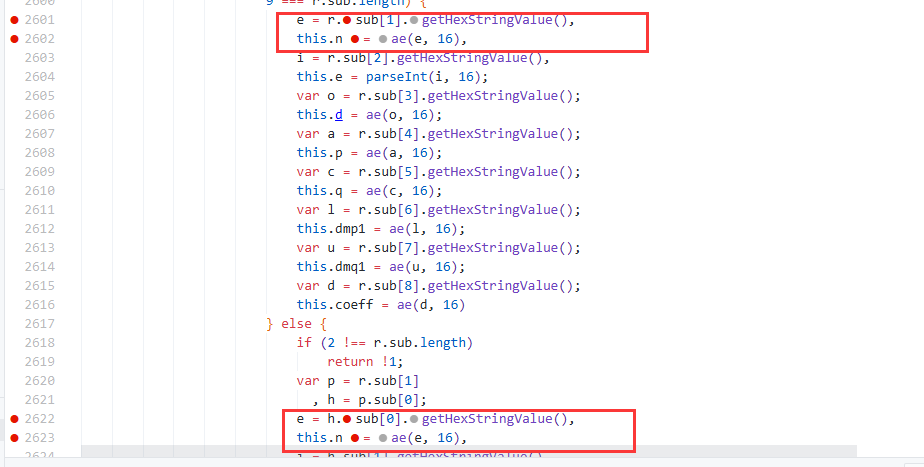 2600 9 === r.sub.length) {
2601 e = r.sub[1].getHexStringValue(),
2602 this.n = ae(e, 16),
2603 i = r.sub[2].getHexStringValue(),
2604 this.e = parseInt(i, 16);
2605 var o = r.sub[3].getHexStringValue();
2606 this.d = ae(o, 16);
2607 var a = r.sub[4].getHexStringValue();
2608 this.p = ae(a, 16);
2609 var c = r.sub[5].getHexStringValue();
2610 this.q = ae(c, 16);
2611 var l = r.sub[6].getHexStringValue();
2612 this.dmp1 = ae(l, 16);
2613 var u = r.sub[7].getHexStringValue();
2614 this.dmq1 = ae(u, 16);
2615 var d = r.sub[8].getHexStringValue();
2616 this.coeff = ae(d, 16)
2617 } else {
2618 if (2 !== r.sub.length)
2619 return !1;
2620 var p = r.sub[1]
2621 , h = p.sub[0];
2622 e = h.sub[0].getHexStringValue(),
2623 this.n = ae(e, 16),
2624 i = h.sub[1].getHexStringValue()